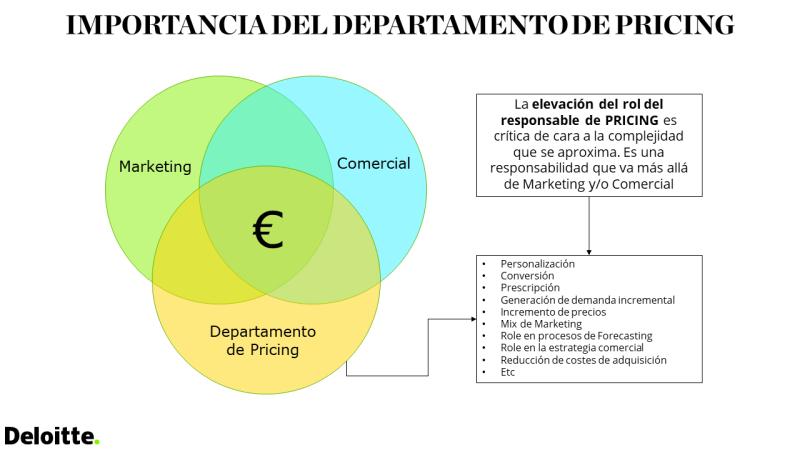 IMPORTANCIA DEL DEPARTAMENTO DE PRICING
Marketing
Comercial
€
Departamento
de Pricing
La elevación del rol del
responsable de PRICING es
crítica de cara a la complejidad
que se aproxima. Es una
responsabilidad que va más allá
de Marketing y/o Comercial
• Personalización
• Conversión
• Prescripción
• Generación de demanda incremental
• Incremento de precios
• Mix de Marketing
• Role en procesos de Forecasting
• Role en la estrategia comercial
• Reducción de costes de adquisición
• Etc
Deloitte.